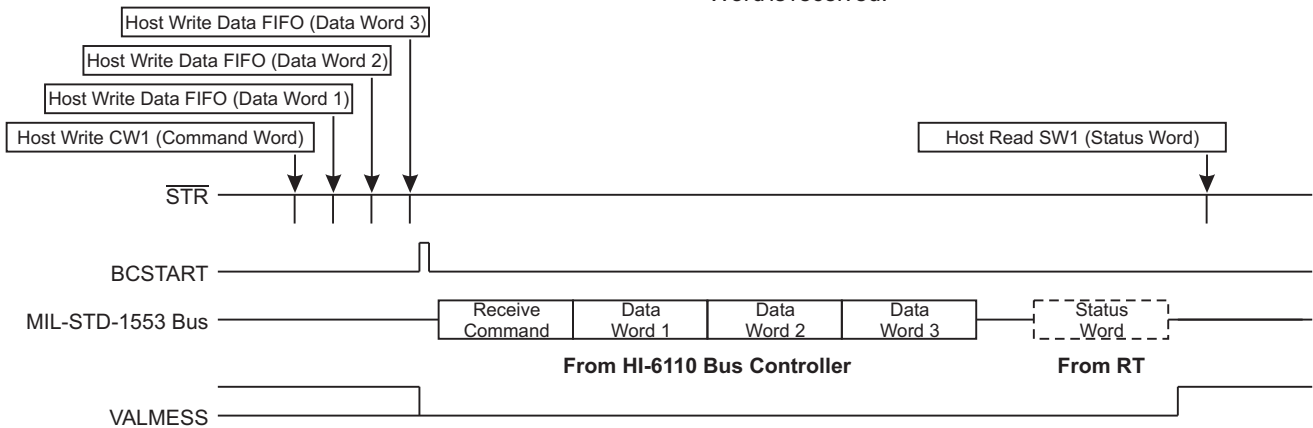 Word is received.
Host Write Data FIFO (Data Word 3)
Host Write Data FIFO (Data Word 2)
Host Write Data FIFO (Data Word 1)
Host Write CW1 (Command Word)
Host Read SW1 (Status Word)
STR
BCSTART
MIL-STD-1553 Bus
Receive
Command
Data
Word 1
Data
Word 2
Data
Word 3
Status
Word
From HI-6110 Bus Controller
From RT
VALMESS